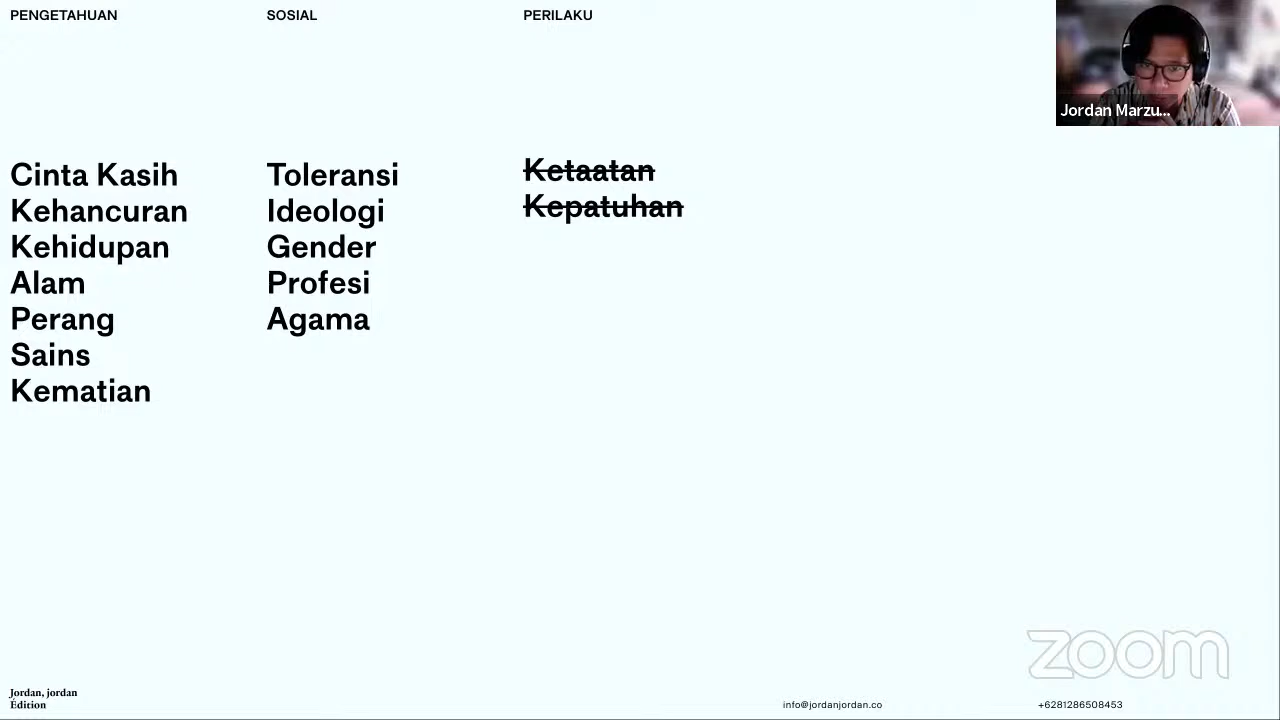 PENGETAHUAN
SOSIAL
PERILAKU
Jordan Marzu...
Cinta Kasih
Kehancuran
Kehidupan
Alam
Perang
Sains
Kematian
Toleransi
Ideologi
Gender
Profesi
Agama
Ketaatan
Kepatuhan
zoom
Jordan, jordan
Édition
info@jordanjordan.co
+6281286508453